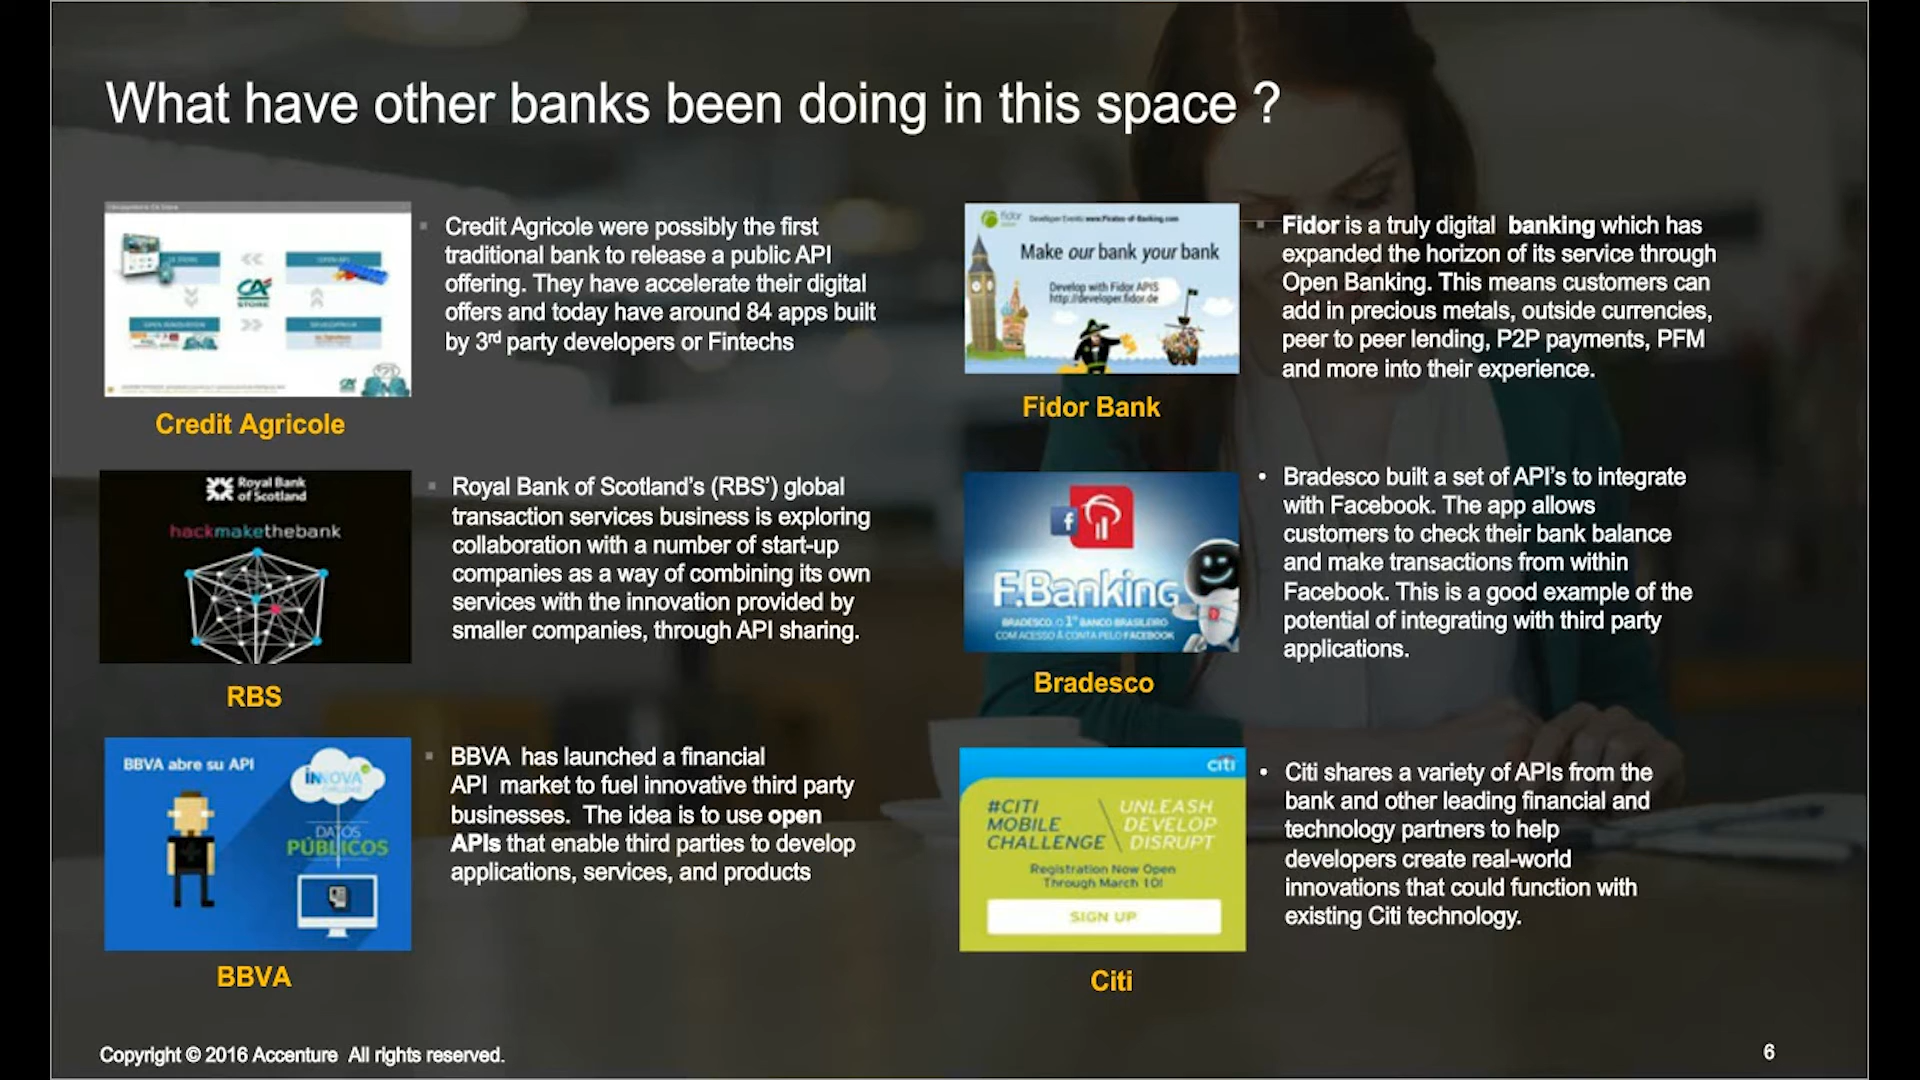 What have other banks been doing in this space ?
CA
STORE
Credit Agricole
Credit Agricole were possibly the first
traditional bank to release a public API
offering. They have accelerate their digital
offers and today have around 84 apps built
by 3rd party developers or Fintechs
Royal Bank
of Scotland
hackmakethebank
RBS
Royal Bank of Scotland’s (RBS’) global
transaction services business is exploring
collaboration with a number of start-up
companies as a way of combining its own
services with the innovation provided by
smaller companies, through API sharing.
BBVA abre su API
INNOVA
DATOS
PÚBLICOS
BBVA
BBVA has launched a financial
API market to fuel innovative third party
businesses. The idea is to use open
APIs that enable third parties to develop
applications, services, and products
fidor
Developer Events: www.Pirates-of-Banking.com
Make our bank your bank
Develop with Fidor APIS
http://developer.fidor.de
Fidor Bank
Fidor is a truly digital banking which has
expanded the horizon of its service through
Open Banking. This means customers can
add in precious metals, outside currencies,
peer to peer lending, P2P payments, PFM
and more into their experience.
f
F.Banking
BRADESCO. O 1º BANCO BRASILEIRO
COM ACESSO À CONTA PELO FACEBOOK
Bradesco
• Bradesco built a set of API’s to integrate
with Facebook. The app allows
customers to check their bank balance
and make transactions from within
Facebook. This is a good example of the
potential of integrating with third party
applications.
citi
#CITI
MOBILE
CHALLENGE
UNLEASH
DEVELOP
DISRUPT
Registration Now Open
Through March 10!
SIGN UP
Citi
• Citi shares a variety of APIs from the
bank and other leading financial and
technology partners to help
developers create real-world
innovations that could function with
existing Citi technology.
Copyright © 2016 Accenture All rights reserved.
6